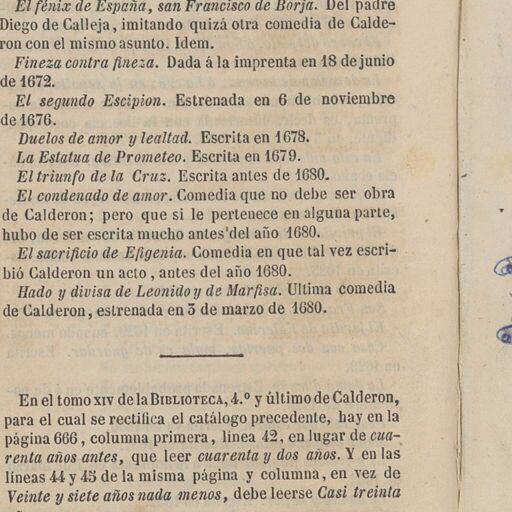 El fénix de España, san Francisco de Borja. Del padre
Diego de Calleja, imitando quizá otra comedia de Calde-
ron con el mismo asunto. Idem.
Fineza contra fineza. Dada á la imprenta en 18 de junio
de 1672.
El segundo Escipion. Estrenada en 6 de noviembre
de 1676.
Duelos de amor y lealtad. Escrita en 1678.
La Estatua de Prometeo. Escrita en 1679.
El triunfo de la Cruz. Escrita antes de 1680.
El condenado de amor. Comedia que no debe ser obra
de Calderon; pero que si le pertenece en alguna parte,
hubo de ser escrita mucho antes del año 1680.
El sacrificio de Efigenia. Comedia en que tal vez escri-
bió Calderon un acto, antes del año 1680.
Hado y divisa de Leonido y de Marfisa. Ultima comedia
de Calderon, estrenada en 3 de marzo de 1680.
En el tomo XIV de la BIBLIOTECA, 4.º y último de Calderon,
para el cual se rectifica el catálogo precedente, hay en la
página 666, columna primera, línea 42, en lugar de cua-
renta años antes, que leer cuarenta y dos años. Y en las
líneas 44 y 45 de la misma página y columna, en vez de
Veinte y siete años nada menos, debe leerse Casi treinta